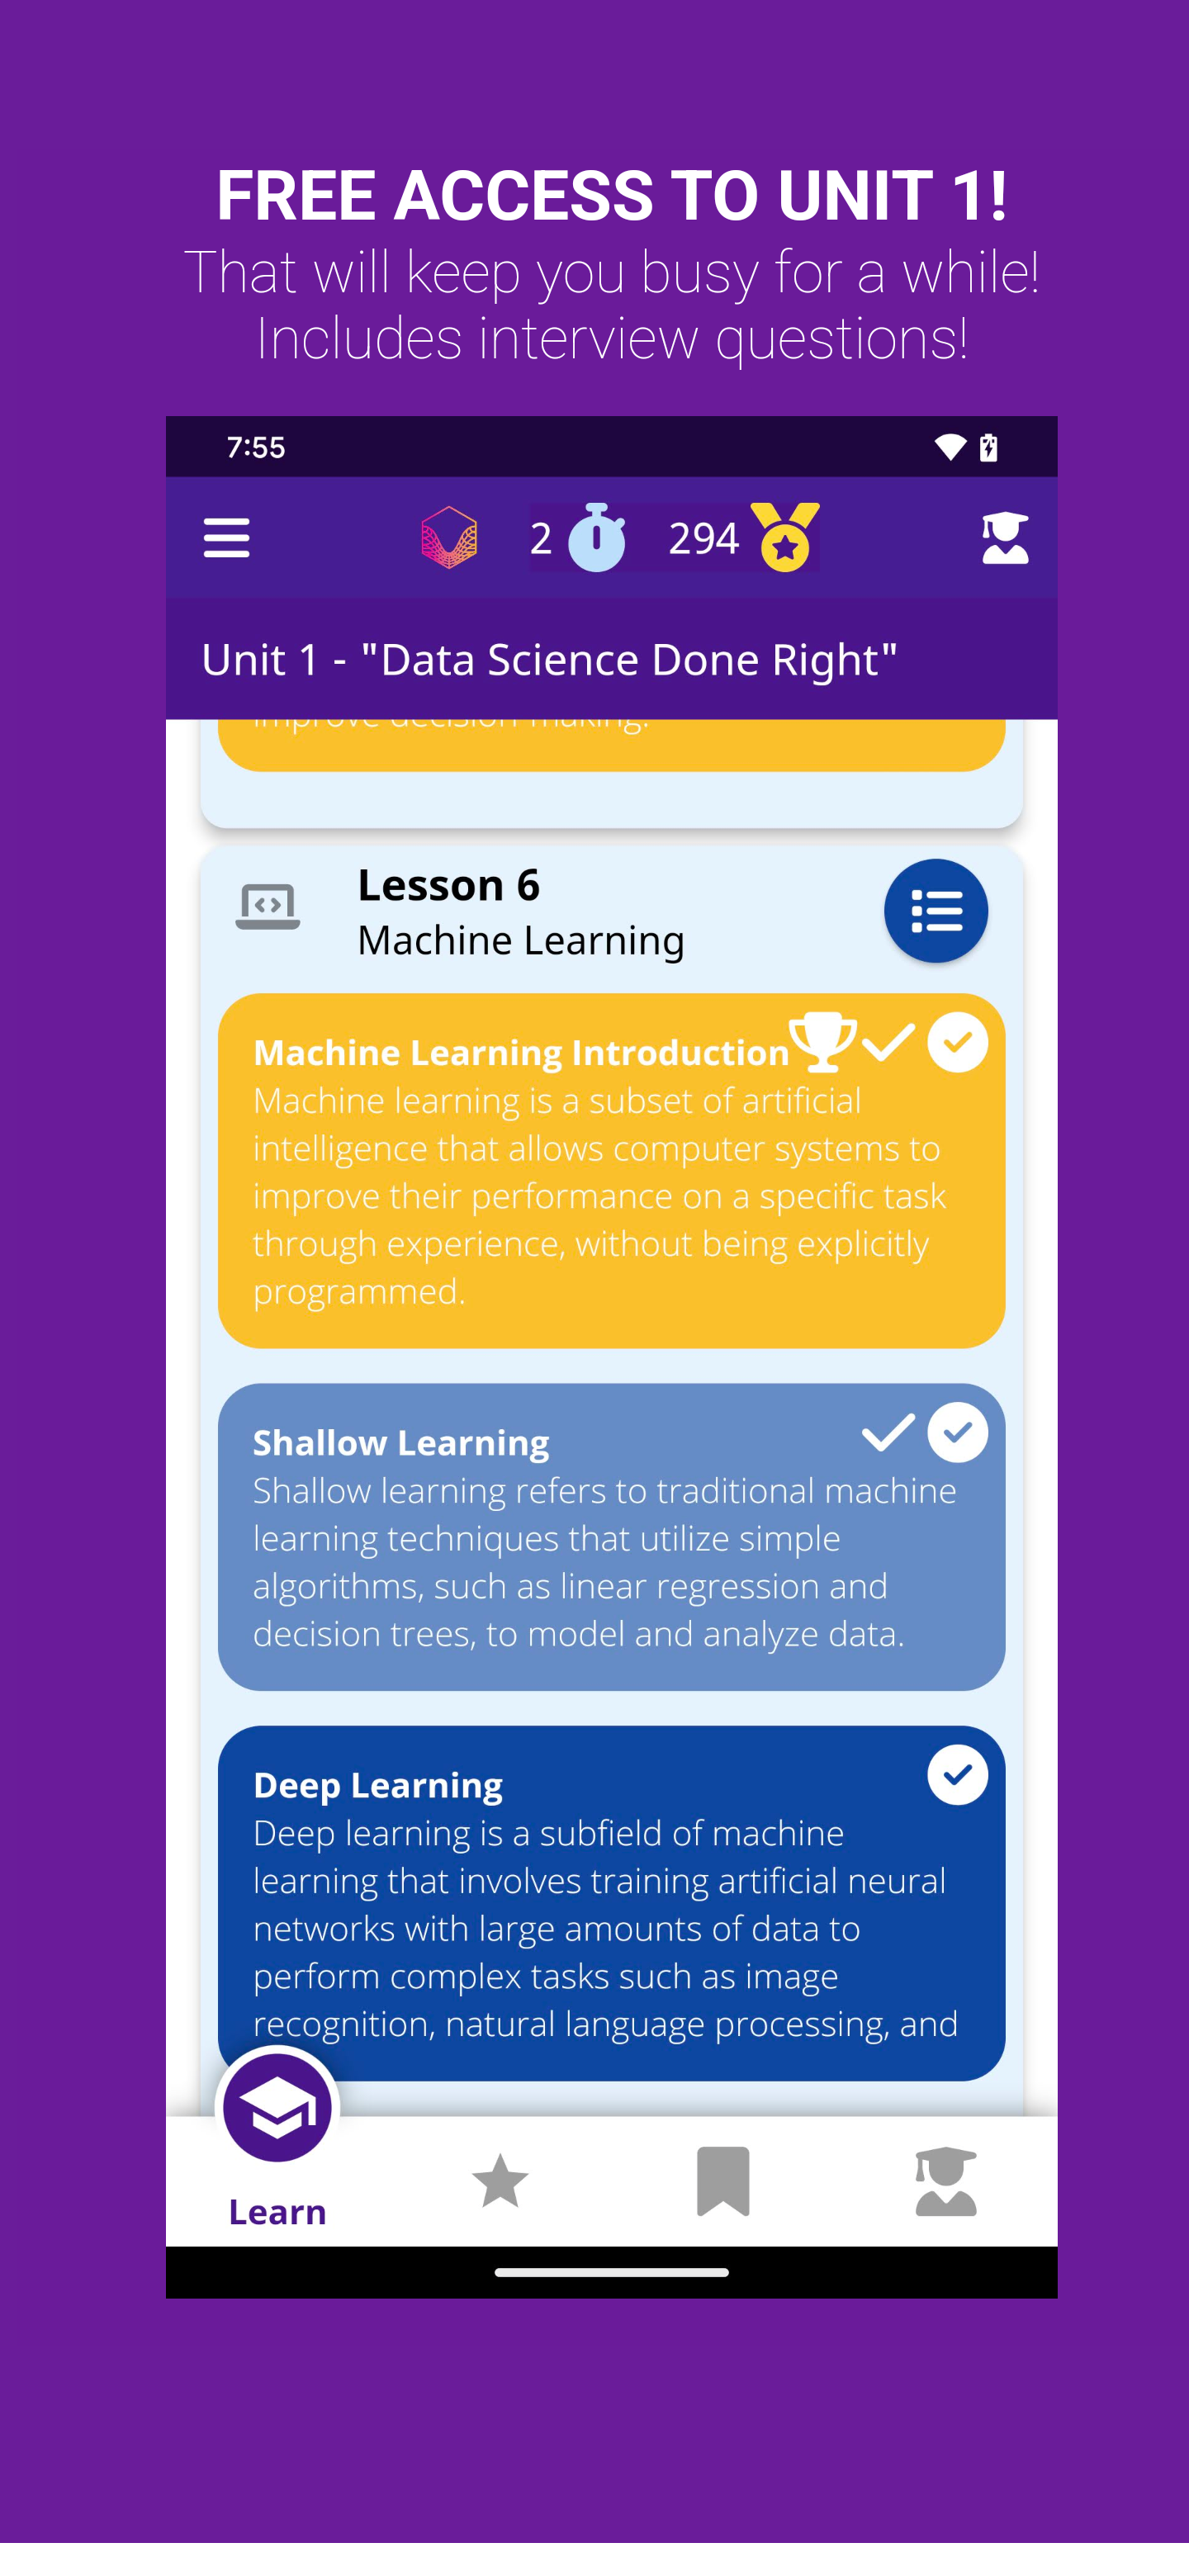 FREE ACCESS TO UNIT 1!
That will keep you busy for a while!
Includes interview questions!
7:55
2 294
Unit 1 - "Data Science Done Right"
improve decision making.
Lesson 6
Machine Learning
Machine Learning Introduction
Machine learning is a subset of artificial
intelligence that allows computer systems to
improve their performance on a specific task
through experience, without being explicitly
programmed.
Shallow Learning
Shallow learning refers to traditional machine
learning techniques that utilize simple
algorithms, such as linear regression and
decision trees, to model and analyze data.
Deep Learning
Deep learning is a subfield of machine
learning that involves training artificial neural
networks with large amounts of data to
perform complex tasks such as image
recognition, natural language processing, and
Learn